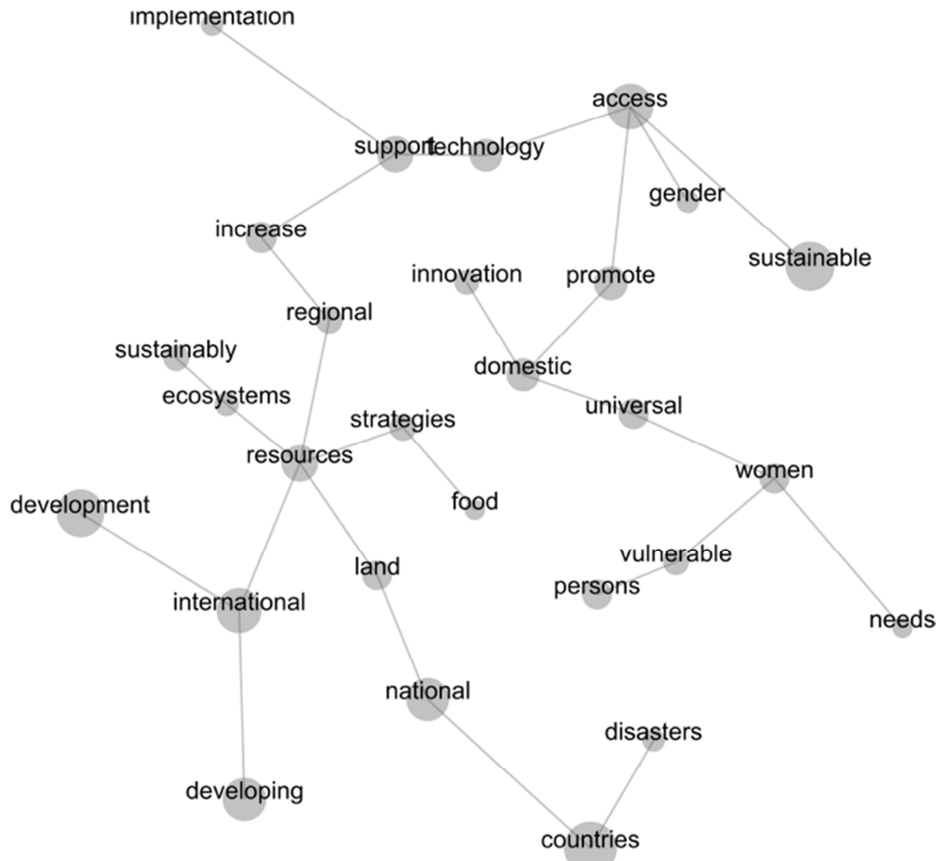 implementation
access
support
technology
gender
increase
sustainable
innovation
promote
regional
sustainably
domestic
ecosystems
universal
strategies
resources
women
development
food
vulnerable
land
persons
international
needs
national
disasters
developing
countries